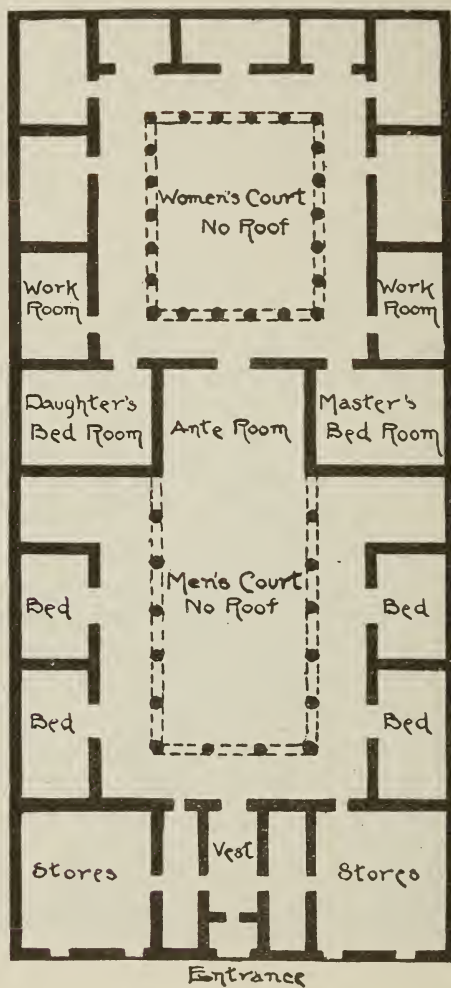 Women's Court
No Roof
Work
Room
Work
Room
Daughter's
Bed Room
Ante Room
Master's
Bed Room
Men's Court
No Roof
Bed
Bed
Bed
Bed
Stores
Vest
Stores
Entrance